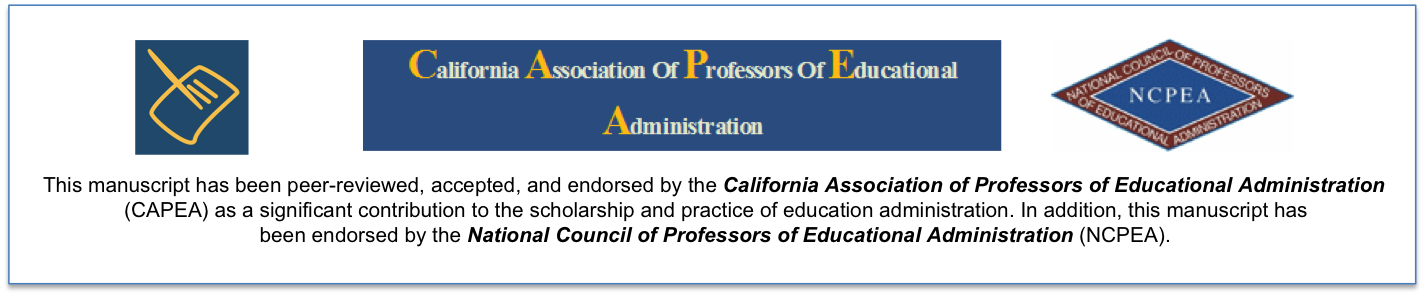 California Association Of Professors Of Educational
Administration
NATIONAL COUNCIL OF PROFESSORS
NCPEA
OF EDUCATIONAL ADMINISTRATION
This manuscript has been peer-reviewed, accepted, and endorsed by the California Association of Professors of Educational Administration
(CAPEA) as a significant contribution to the scholarship and practice of education administration. In addition, this manuscript has
been endorsed by the National Council of Professors of Educational Administration (NCPEA).